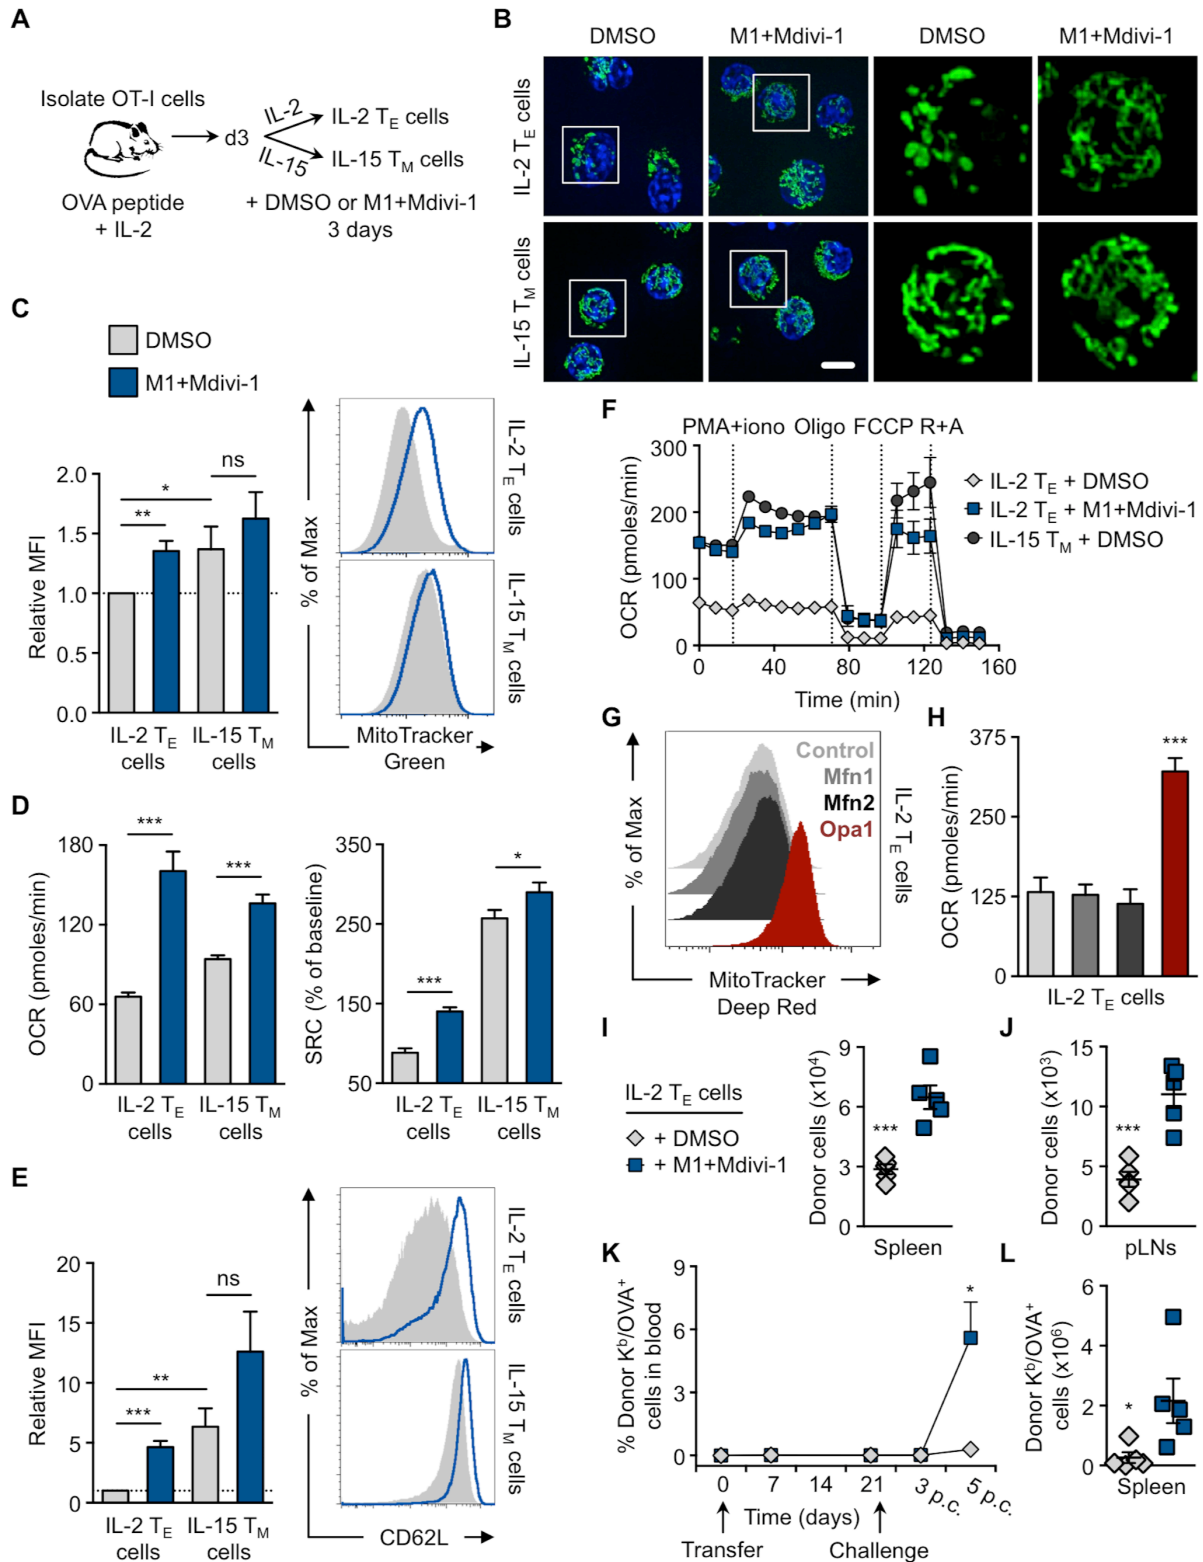 A
Isolate OT-I cells
OVA peptide
+ IL-2
d3
IL-2
IL-15
IL-2 TE cells
IL-15 TM cells
+ DMSO or M1+Mdivi-1
3 days
B
DMSO
M1+Mdivi-1
DMSO
M1+Mdivi-1
IL-2 TE cells
IL-15 TM cells
C
DMSO
M1+Mdivi-1
Relative MFI
2.0
1.5
1.0
0.5
0.0
*
**
ns
IL-2 TE
cells
IL-15 TM
cells
% of Max
IL-2 TE
cells
IL-15 TM
cells
MitoTracker
Green
D
OCR (pmoles/min)
180
120
60
0
***
***
IL-2 TE
cells
IL-15 TM
cells
SRC (% of baseline)
350
250
150
50
***
*
IL-2 TE
cells
IL-15 TM
cells
E
Relative MFI
20
15
10
5
0
**
***
ns
IL-2 TE
cells
IL-15 TM
cells
% of Max
IL-2 TE
cells
IL-15 TM
cells
CD62L
F
PMA+iono Oligo FCCP R+A
OCR (pmoles/min)
300
200
100
0
0 40 80 120 160
Time (min)
IL-2 TE + DMSO
IL-2 TE + M1+Mdivi-1
IL-15 TM + DMSO
G
% of Max
Control
Mfn1
Mfn2
Opa1
IL-2 TE cells
MitoTracker
Deep Red
H
OCR (pmoles/min)
375
250
125
0
***
IL-2 TE cells
I
IL-2 TE cells
+ DMSO
+ M1+Mdivi-1
Donor cells (x10⁴)
9
6
3
0
***
Spleen
J
Donor cells (x10³)
15
10
5
0
***
pLNs
K
% Donor Kᵇ/OVA⁺
cells in blood
9
6
3
0
*
0 7 14 21 3 p.c. 5 p.c.
Time (days)
Transfer
Challenge
L
Donor Kᵇ/OVA⁺
cells (x10⁶)
6
4
2
0
*
Spleen